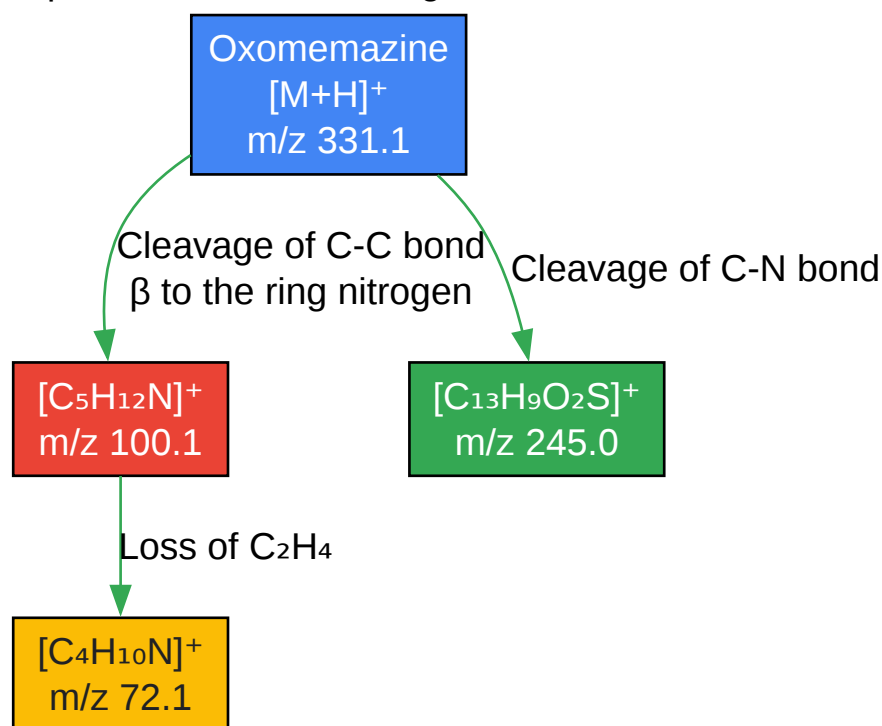 Oxomemazine
[M+H]⁺
m/z 331.1
Cleavage of C-C bond
β to the ring nitrogen
Cleavage of C-N bond
[C₅H₁₂N]⁺
m/z 100.1
[C₁₃H₉O₂S]⁺
m/z 245.0
Loss of C₂H₄
[C₄H₁₀N]⁺
m/z 72.1